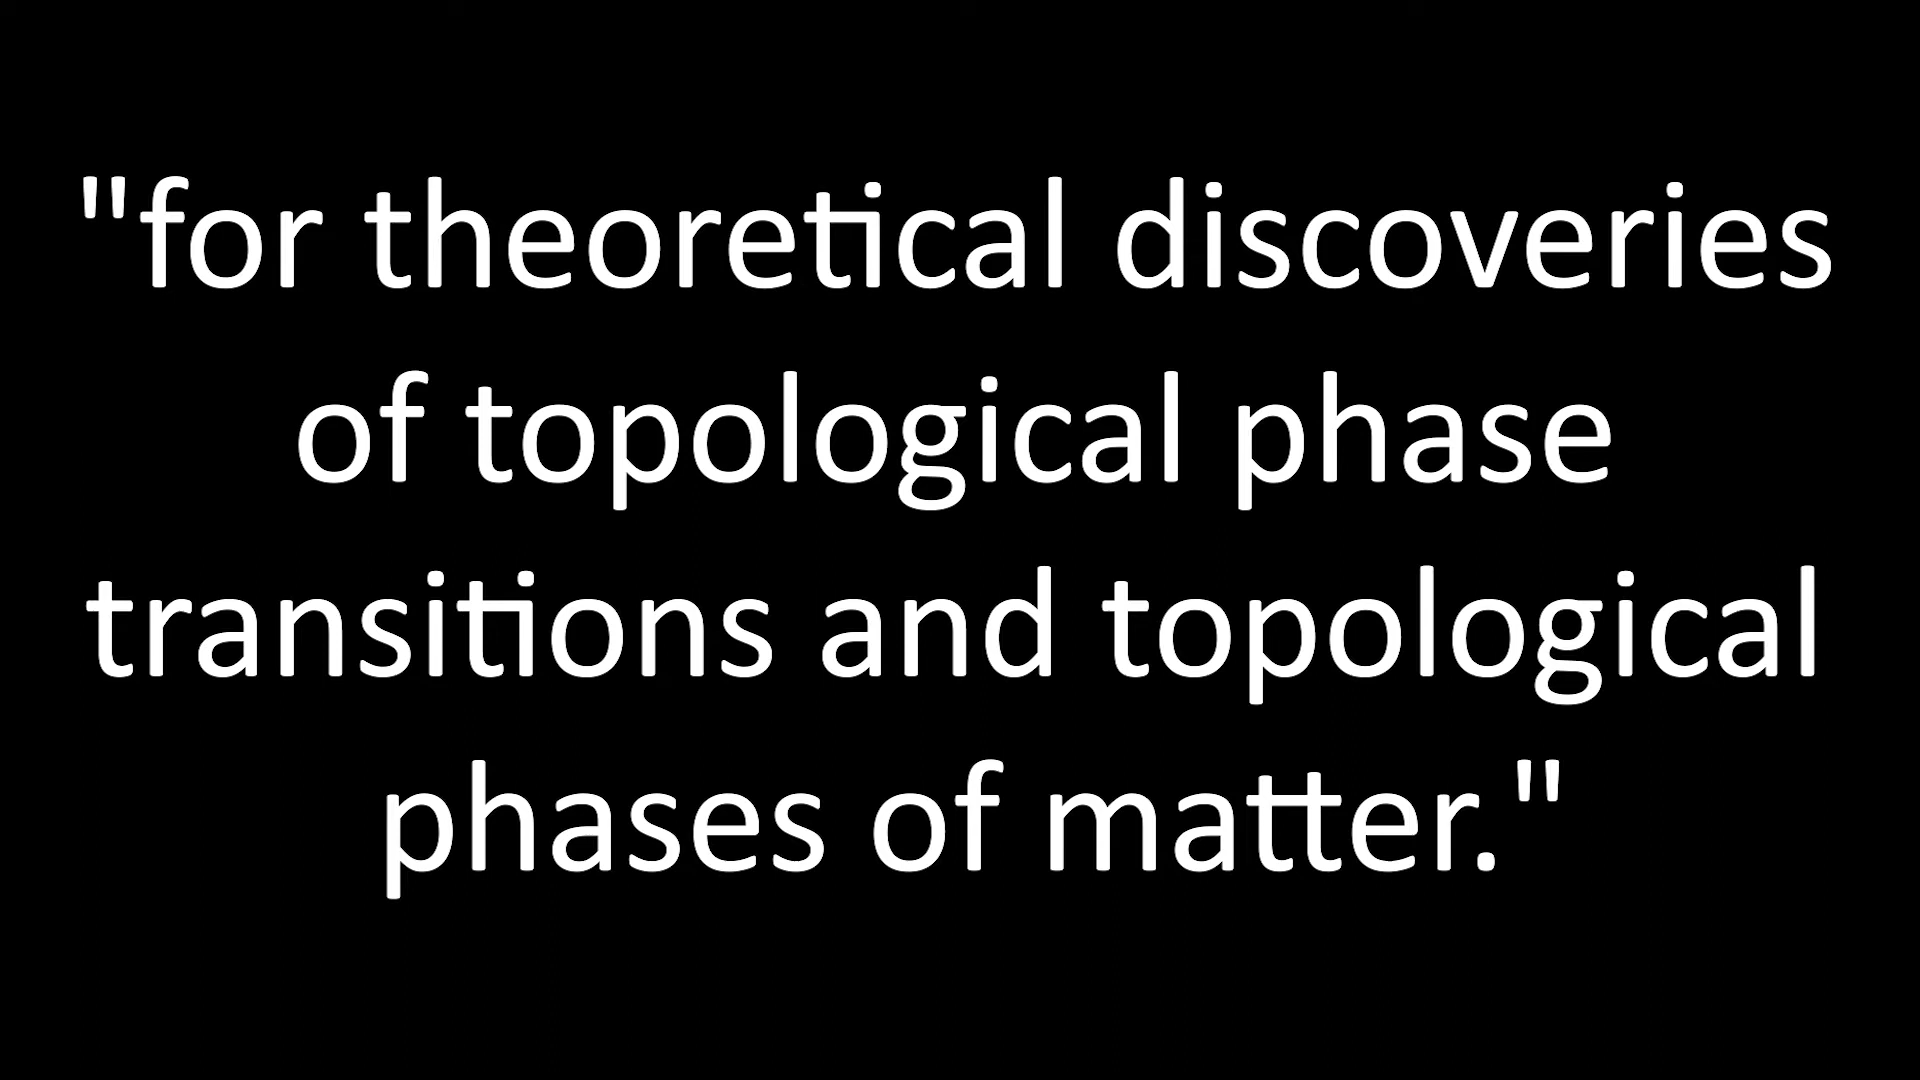 "for theoretical discoveries
of topological phase
transitions and topological
phases of matter."